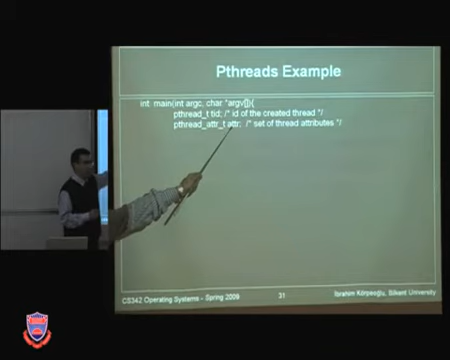 Pthreads Example
int main(int argc, char *argv[]){
pthread_t tid; /* id of the created thread */
pthread_attr_t attr; /* set of thread attributes */
CS342 Operating Systems - Spring 2009
31
İbrahim Körpeoğlu, Bilkent University